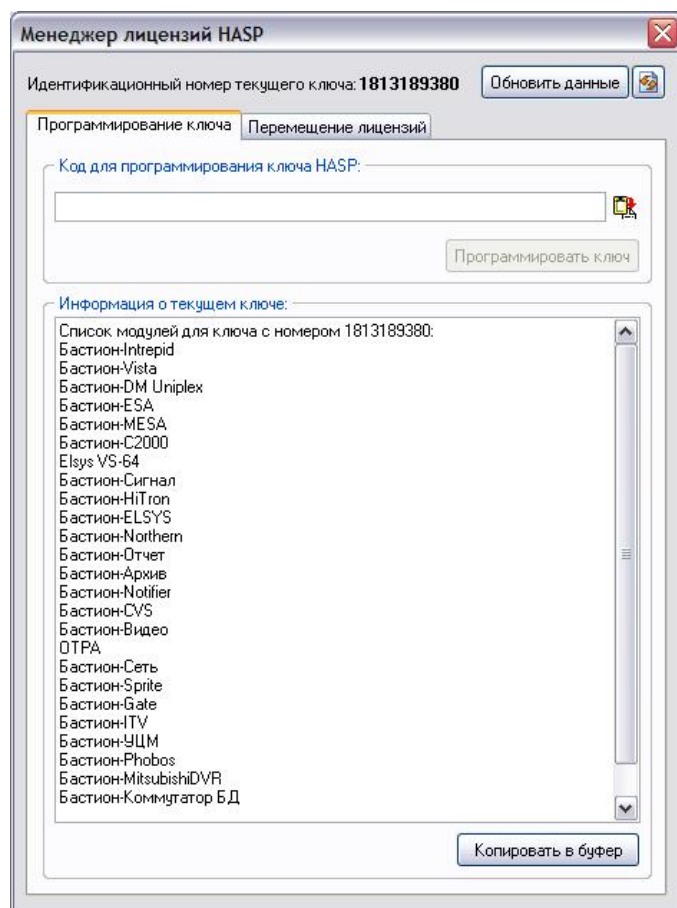 Менеджер лицензий HASP
Идентификационный номер текущего ключа: 1813189380 Обновить данные
Программирование ключа Перемещение лицензий
Код для программирования ключа HASP:
Программировать ключ
Информация о текущем ключе:
Список модулей для ключа с номером 1813189380:
Бастион-Intrepid
Бастион-Vista
Бастион-DM Uniplex
Бастион-ESA
Бастион-MESA
Бастион-С2000
Elsys VS-64
Бастион-Сигнал
Бастион-HiTron
Бастион-ELSYS
Бастион-Northern
Бастион-Отчет
Бастион-Архив
Бастион-Notifier
Бастион-CVS
Бастион-Видео
ОТРА
Бастион-Сеть
Бастион-Sprite
Бастион-Gate
Бастион-ITV
Бастион-УЦМ
Бастион-Phobos
Бастион-MitsubishiDVR
Бастион-Коммутатор БД
Копировать в буфер